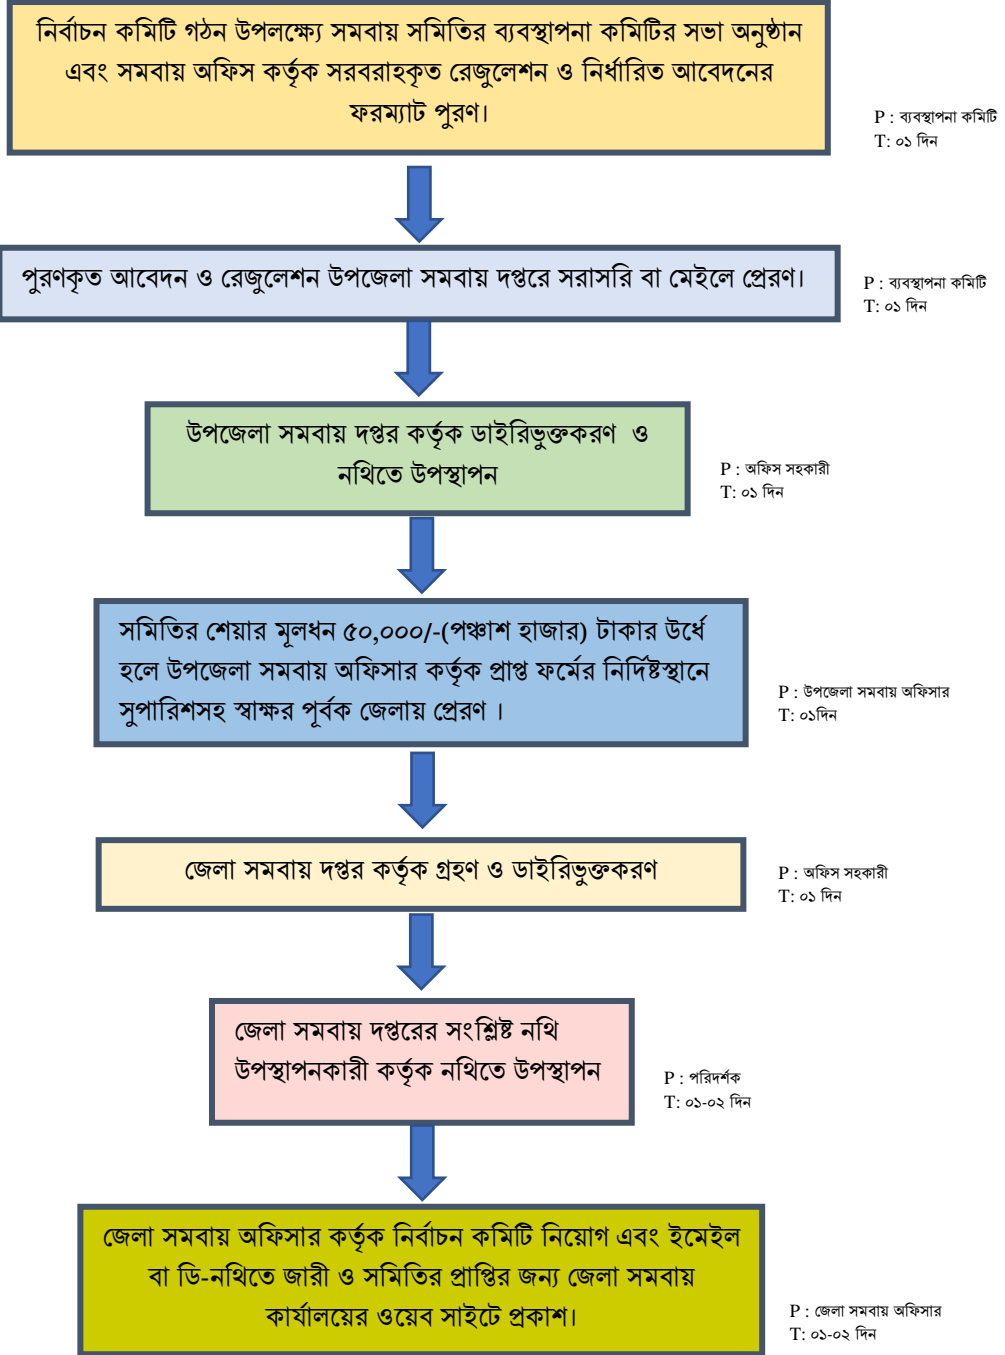 নির্বাচন কমিটি গঠন উপলক্ষ্যে সমবায় সমিতির ব্যবস্থাপনা কমিটির সভা অনুষ্ঠান
এবং সমবায় অফিস কর্তৃক সরবরাহকৃত রেজুলেশন ও নির্ধারিত আবেদনের
ফরম্যাট পুরণ।
P : ব্যবস্থাপনা কমিটি
T: ০১ দিন
পুরণকৃত আবেদন ও রেজুলেশন উপজেলা সমবায় দপ্তরে সরাসরি বা মেইলে প্রেরণ।
P : ব্যবস্থাপনা কমিটি
T: ০১ দিন
উপজেলা সমবায় দপ্তর কর্তৃক ডাইরিভুক্তকরণ ও
নথিতে উপস্থাপন
P : অফিস সহকারী
T: ০১ দিন
সমিতির শেয়ার মূলধন ৫০,০০০/-(পঞ্চাশ হাজার) টাকার উর্ধে
হলে উপজেলা সমবায় অফিসার কর্তৃক প্রাপ্ত ফর্মের নির্দিষ্টস্থানে
সুপারিশসহ স্বাক্ষর পূর্বক জেলায় প্রেরণ ।
P : উপজেলা সমবায় অফিসার
T: ০১দিন
জেলা সমবায় দপ্তর কর্তৃক গ্রহণ ও ডাইরিভুক্তকরণ
P : অফিস সহকারী
T: ০১ দিন
জেলা সমবায় দপ্তরের সংশ্লিষ্ট নথি
উপস্থাপনকারী কর্তৃক নথিতে উপস্থাপন
P : পরিদর্শক
T: ০১-০২ দিন
জেলা সমবায় অফিসার কর্তৃক নির্বাচন কমিটি নিয়োগ এবং ইমেইল
বা ডি-নথিতে জারী ও সমিতির প্রাপ্তির জন্য জেলা সমবায়
কার্যালয়ের ওয়েব সাইটে প্রকাশ।
P : জেলা সমবায় অফিসার
T: ০১-০২ দিন